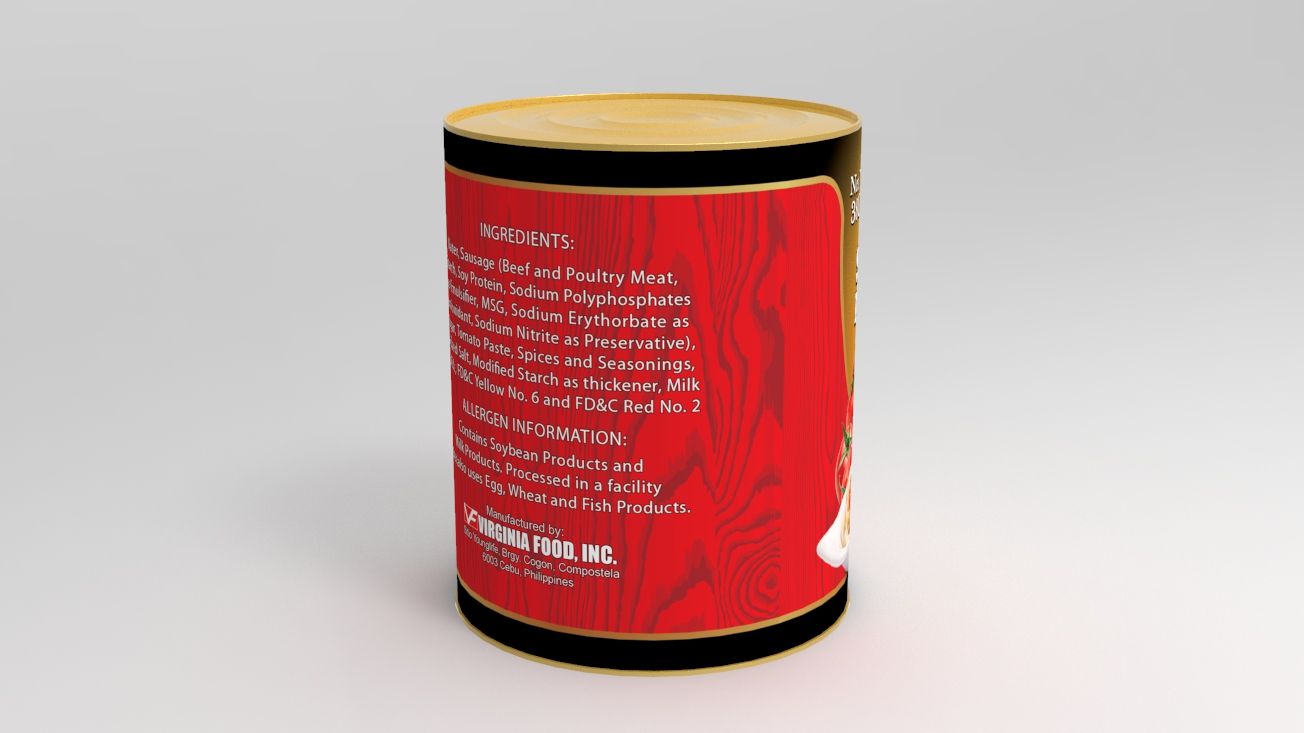 INGREDIENTS:
Sausage (Beef and Poultry Meat,
Soy Protein, Sodium Polyphosphates
Emulsifier, MSG, Sodium Erythorbate as
Sodium Nitrite as Preservative),
Tomato Paste, Spices and Seasonings,
Salt, Modified Starch as thickener, Milk
FD&C Yellow No. 6 and FD&C Red No. 2
ALLERGEN INFORMATION:
Contains Soybean Products and
Milk Products. Processed in a facility
also uses Egg, Wheat and Fish Products.
Manufactured by:
VF VIRGINIA FOOD, INC.
Sitio Younglife, Brgy. Cogon, Compostela
6003 Cebu, Philippines